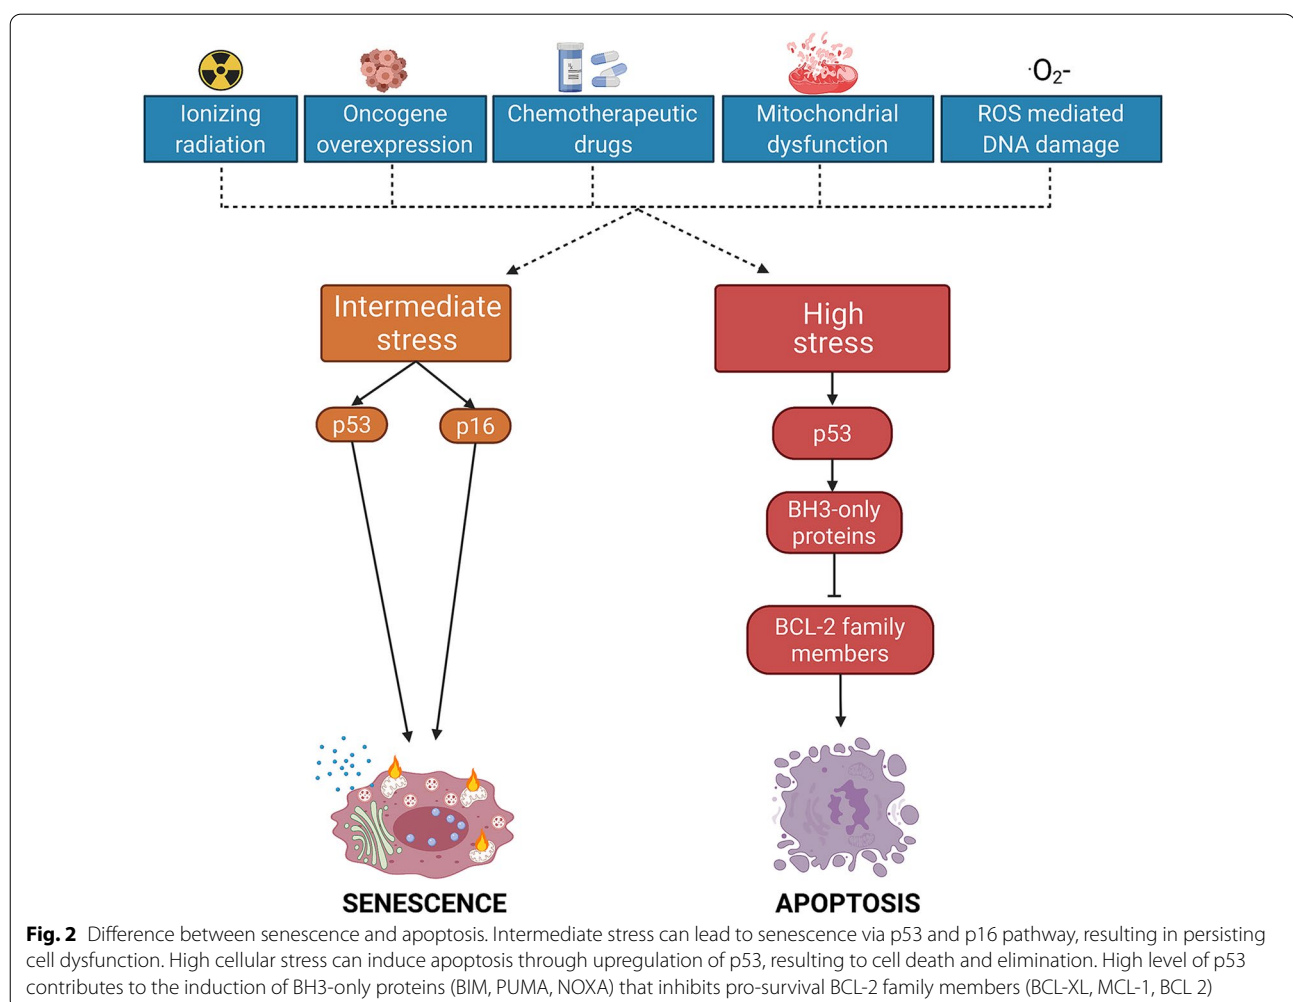 ·O₂-
Ionizing
radiation
Oncogene
overexpression
Chemotherapeutic
drugs
Mitochondrial
dysfunction
ROS mediated
DNA damage
Intermediate
stress
High
stress
p53
p16
p53
BH3-only
proteins
BCL-2 family
members
SENESCENCE
APOPTOSIS
Fig. 2 Difference between senescence and apoptosis. Intermediate stress can lead to senescence via p53 and p16 pathway, resulting in persisting
cell dysfunction. High cellular stress can induce apoptosis through upregulation of p53, resulting to cell death and elimination. High level of p53
contributes to the induction of BH3-only proteins (BIM, PUMA, NOXA) that inhibits pro-survival BCL-2 family members (BCL-XL, MCL-1, BCL 2)